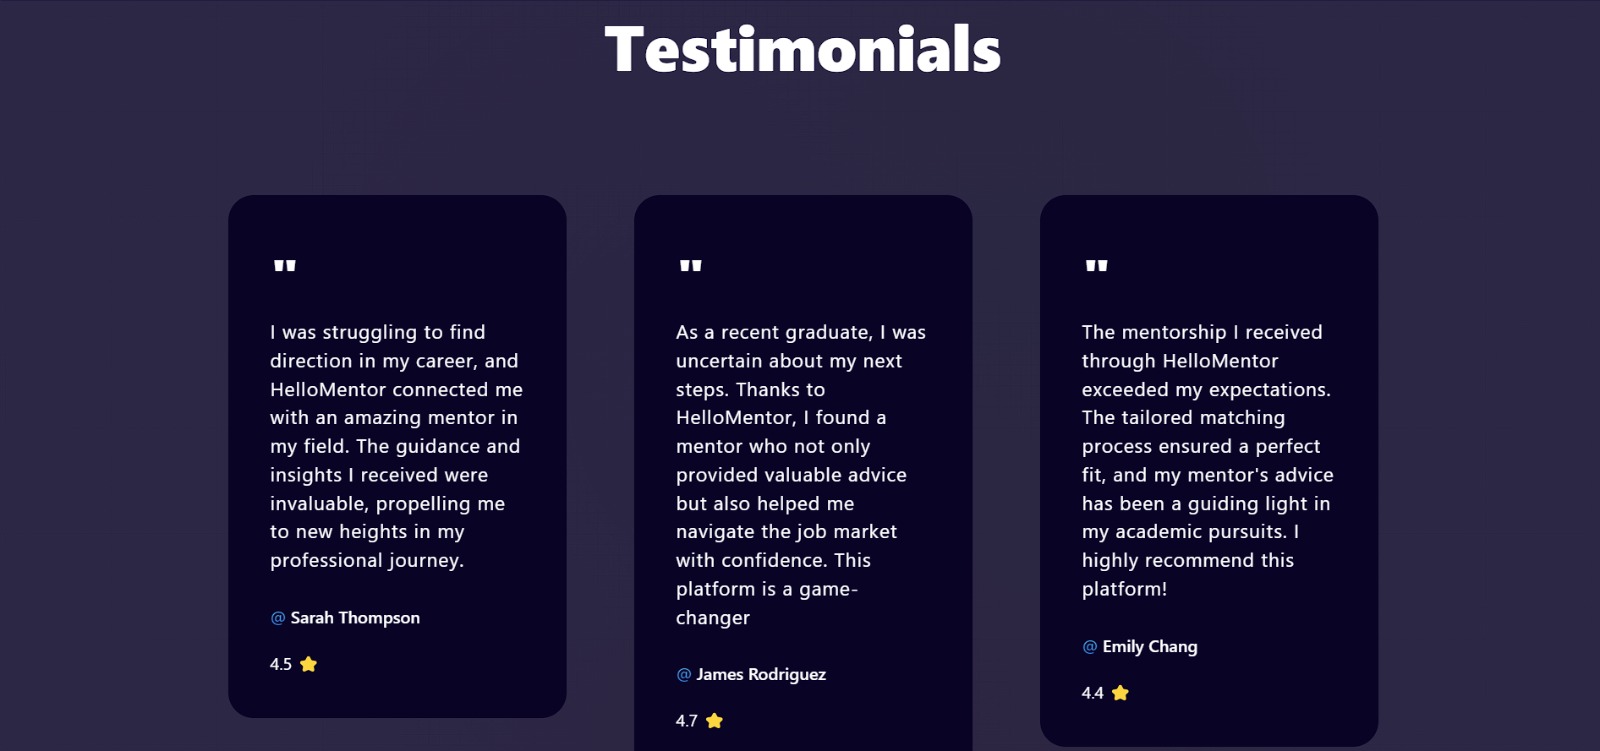 Testimonials
"
I was struggling to find
direction in my career, and
HelloMentor connected me
with an amazing mentor in
my field. The guidance and
insights I received were
invaluable, propelling me
to new heights in my
professional journey.
@ Sarah Thompson
4.5
"
As a recent graduate, I was
uncertain about my next
steps. Thanks to
HelloMentor, I found a
mentor who not only
provided valuable advice
but also helped me
navigate the job market
with confidence. This
platform is a game-
changer
@ James Rodriguez
4.7
"
The mentorship I received
through HelloMentor
exceeded my expectations.
The tailored matching
process ensured a perfect
fit, and my mentor's advice
has been a guiding light in
my academic pursuits. I
highly recommend this
platform!
@ Emily Chang
4.4